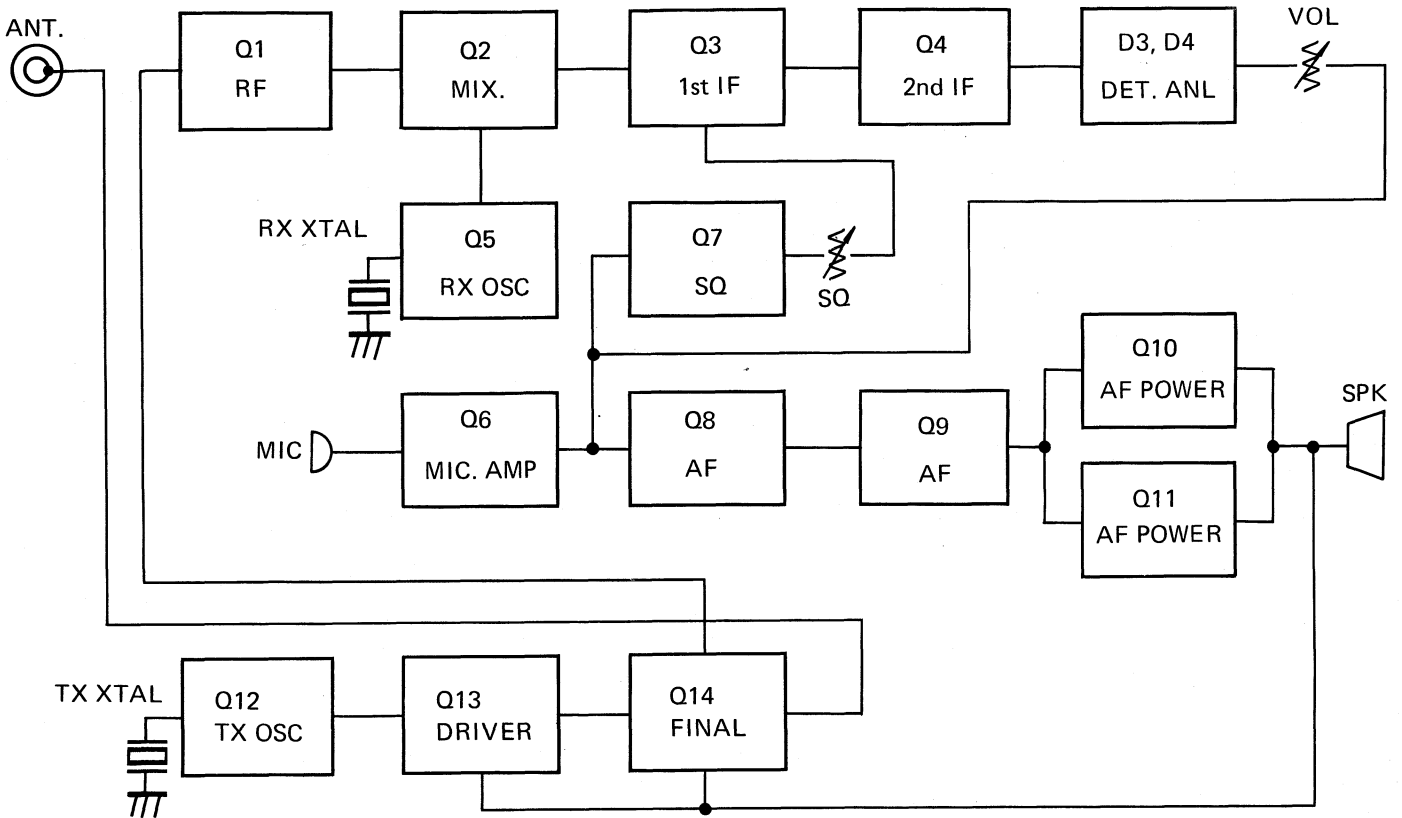 ANT.
Q1
RF
Q2
MIX.
Q3
1st IF
Q4
2nd IF
D3, D4
DET. ANL
VOL
RX XTAL
Q5
RX OSC
Q7
SQ
SQ
Q10
AF POWER
SPK
MIC
Q6
MIC. AMP
Q8
AF
Q9
AF
Q11
AF POWER
TX XTAL
Q12
TX OSC
Q13
DRIVER
Q14
FINAL